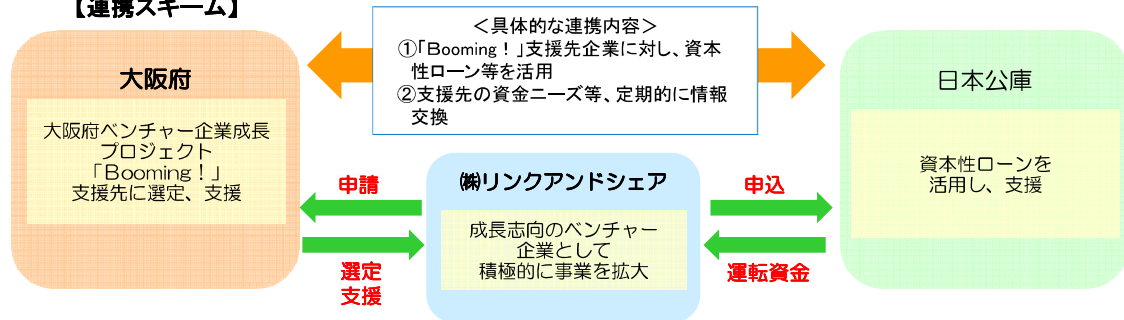 【連携スキーム】
＜具体的な連携内容＞
①「Booming！」支援先企業に対し、資本
性ローン等を活用
②支援先の資金ニーズ等、定期的に情報
交換
大阪府
大阪府ベンチャー企業成長
プロジェクト
「Booming！」
支援先に選定、支援
日本公庫
資本性ローンを
活用し、支援
申請
選定
支援
㈱リンクアンドシェア
成長志向のベンチャー
企業として
積極的に事業を拡大
申込
運転資金